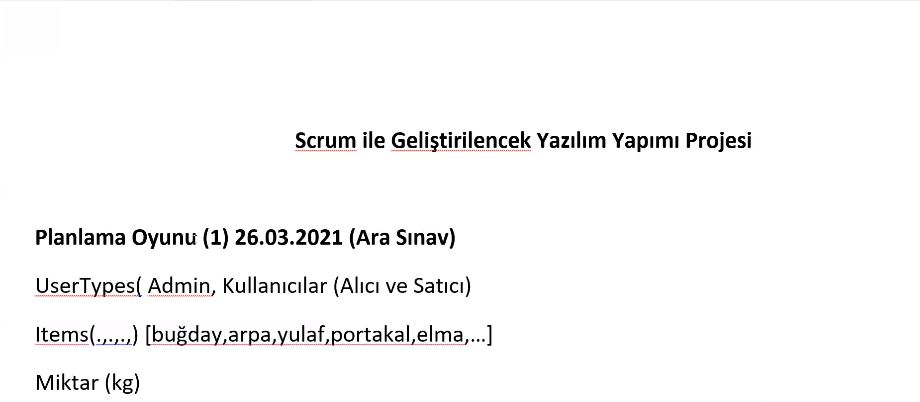 Scrum ile Geliştirilencek Yazılım Yapımı Projesi
Planlama Oyunu (1) 26.03.2021 (Ara Sınav)
UserTypes( Admin, Kullanıcılar (Alıcı ve Satıcı)
Items(.,.,.,) [buğday,arpa,yulaf,portakal,elma,...]
Miktar (kg)